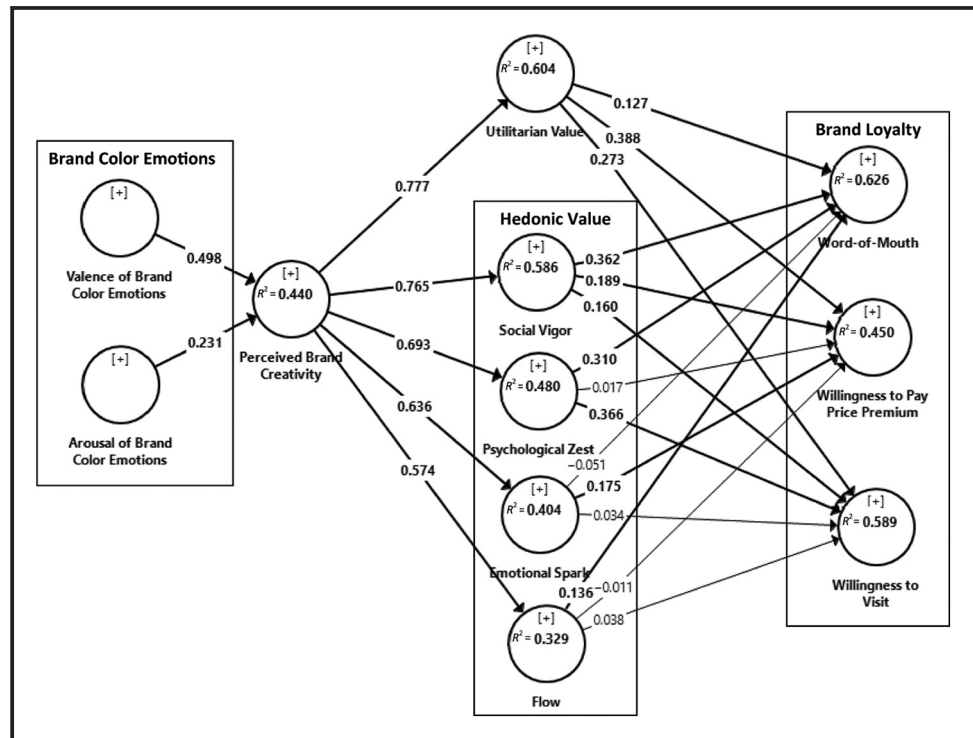 Brand Color Emotions
[+]
Valence of Brand
Color Emotions
[+]
Arousal of Brand
Color Emotions
0.498
0.231
[+]
R² = 0.440
Perceived Brand
Creativity
0.777
0.765
0.693
0.636
0.574
[+]
R² = 0.604
Utilitarian Value
Hedonic Value
[+]
R² = 0.586
Social Vigor
[+]
R² = 0.480
Psychological Zest
[+]
R² = 0.404
Emotional Spark
[+]
R² = 0.329
Flow
0.127
0.388
0.273
0.362
0.189
0.160
0.310
0.017
0.366
−0.051
0.175
0.034
0.136
−0.011
0.038
Brand Loyalty
[+]
R² = 0.626
Word-of-Mouth
[+]
R² = 0.450
Willingness to Pay
Price Premium
[+]
R² = 0.589
Willingness to
Visit